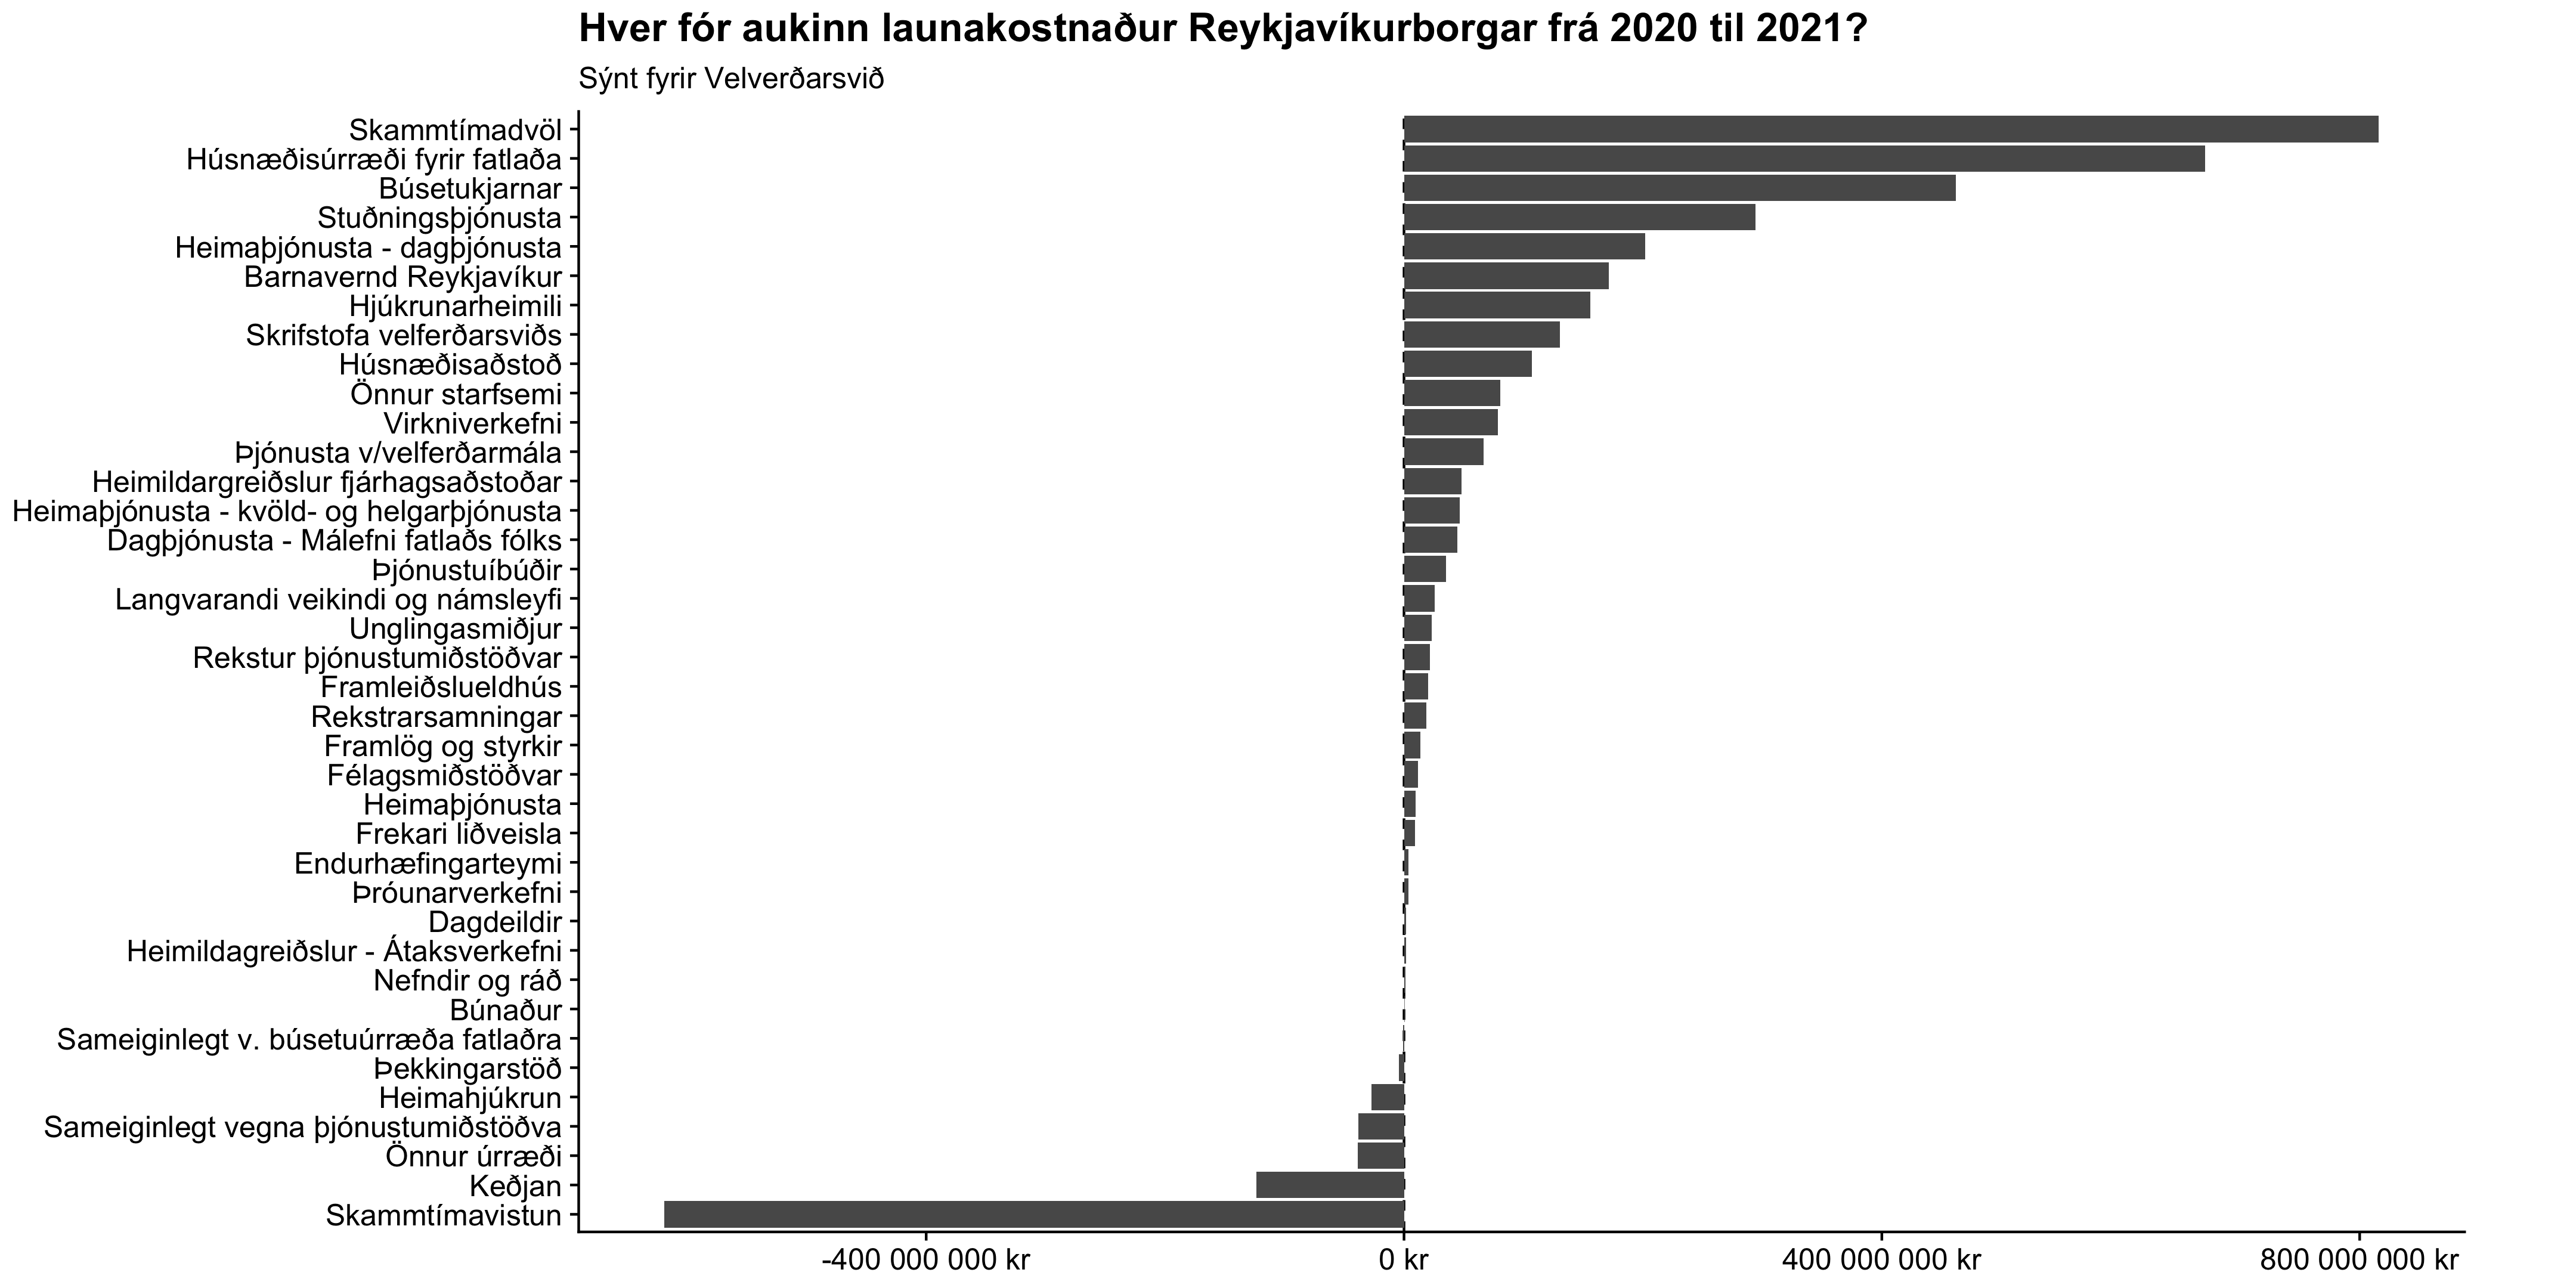 Hver fór aukinn launakostnaður Reykjavíkurborgar frá 2020 til 2021?
Sýnt fyrir Velverðarsvið
Skammtímadvöl
Húsnæðisúrræði fyrir fatlaða
Búsetukjarnar
Stuðningsþjónusta
Heimaþjónusta - dagþjónusta
Barnavernd Reykjavíkur
Hjúkrunarheimili
Skrifstofa velferðarsviðs
Húsnæðisaðstoð
Önnur starfsemi
Virkniverkefni
Þjónusta v/velferðarmála
Heimildargreiðslur fjárhagsaðstoðar
Heimaþjónusta - kvöld- og helgarþjónusta
Dagþjónusta - Málefni fatlaðs fólks
Þjónustuíbúðir
Langvarandi veikindi og námsleyfi
Unglingasmiðjur
Rekstur þjónustumiðstöðvar
Framleiðslueldhús
Rekstrarsamningar
Framlög og styrkir
Félagsmiðstöðvar
Heimaþjónusta
Frekari liðveisla
Endurhæfingarteymi
Þróunarverkefni
Dagdeildir
Heimildagreiðslur - Átaksverkefni
Nefndir og ráð
Búnaður
Sameiginlegt v. búsetuúrræða fatlaðra
Þekkingarstöð
Heimahjúkrun
Sameiginlegt vegna þjónustumiðstöðva
Önnur úrræði
Keðjan
Skammtímavistun
-400 000 000 kr 0 kr 400 000 000 kr 800 000 000 kr